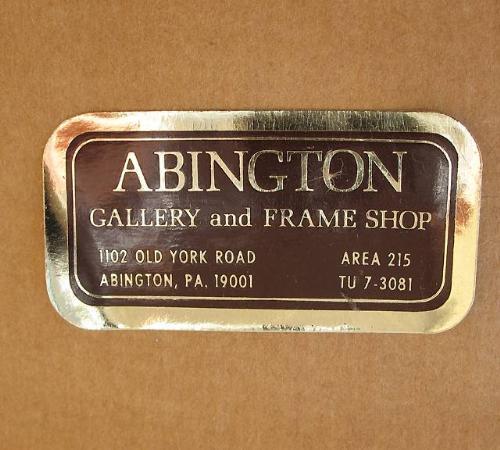 ABINGTON
GALLERY and FRAME SHOP
1102 OLD YORK ROAD AREA 215
ABINGTON, PA. 19001 TU 7-3081